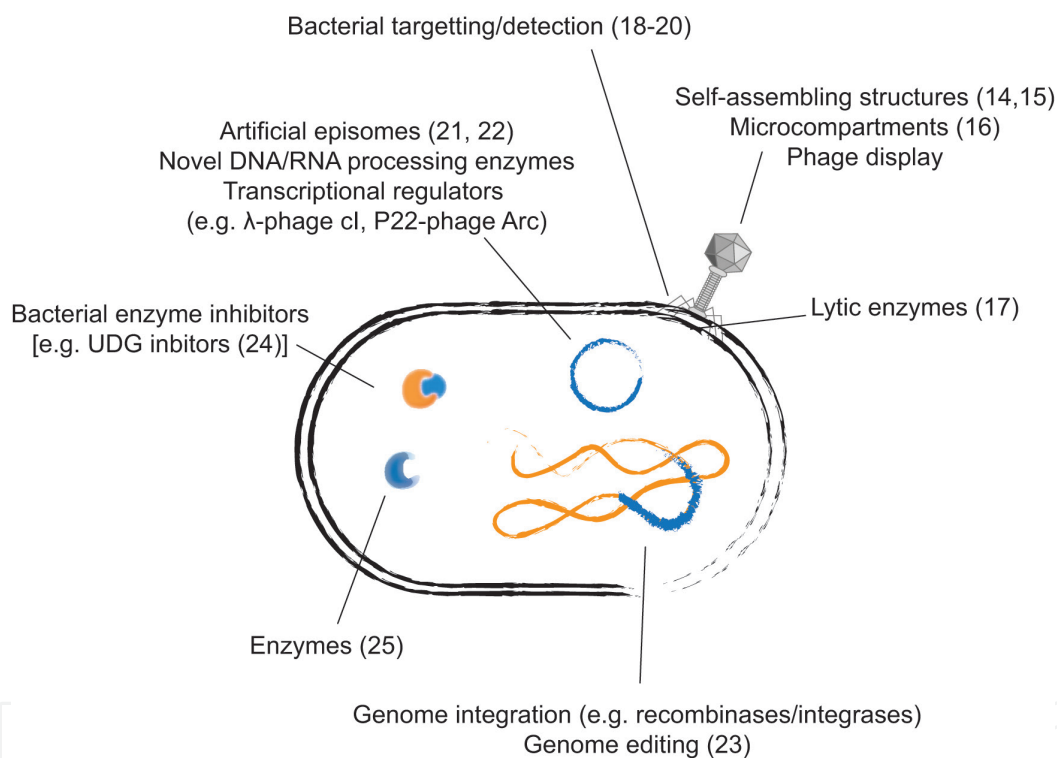 Bacterial targetting/detection (18-20)
Self-assembling structures (14,15)
Microcompartments (16)
Phage display
Artificial episomes (21, 22)
Novel DNA/RNA processing enzymes
Transcriptional regulators
(e.g. λ-phage cI, P22-phage Arc)
Bacterial enzyme inhibitors
[e.g. UDG inbitors (24)]
Lytic enzymes (17)
Enzymes (25)
Genome integration (e.g. recombinases/integrases)
Genome editing (23)